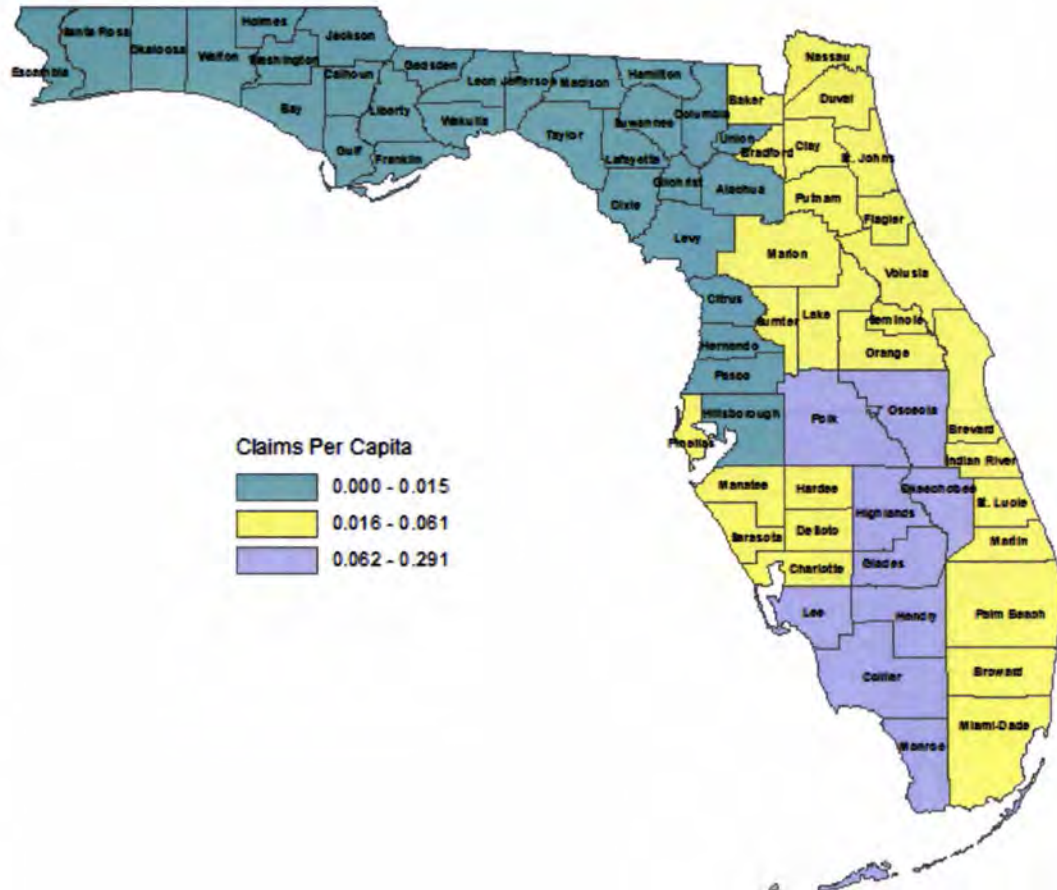 Holmes
Santa Rosa
Okaloosa
Walton
Washington
Jackson
Escambia
Bay
Calhoun
Gulf
Liberty
Gadsden
Franklin
Wakulla
Leon
Jefferson
Madison
Taylor
Hamilton
Suwannee
Lafayette
Dixie
Columbia
Gilchrist
Levy
Baker
Union
Bradford
Alachua
Nassau
Duval
Clay
St. Johns
Putnam
Flagler
Marion
Volusia
Citrus
Sumter
Lake
Seminole
Orange
Hernando
Pasco
Hillsborough
Pinellas
Polk
Osceola
Brevard
Indian River
Manatee
Hardee
Highlands
Okeechobee
St. Lucie
Sarasota
DeSoto
Martin
Charlotte
Glades
Lee
Hendry
Palm Beach
Collier
Broward
Monroe
Miami-Dade
Claims Per Capita
0.000 - 0.015
0.016 - 0.061
0.062 - 0.291